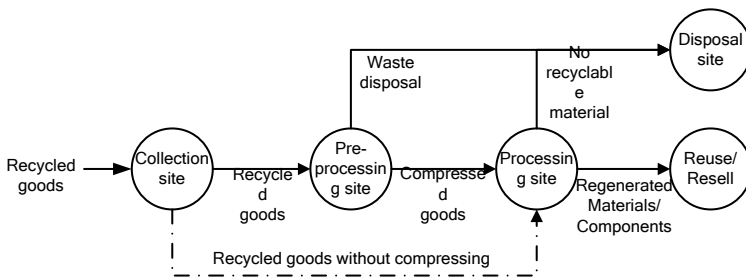 Waste
disposal
No
recyclabl
e
material
Disposal
site
Recycled
goods
Collection
site
Recycle
d
goods
Pre-
processin
g site
Compresse
d
goods
Processin
g site
Regenerated
Materials/
Components
Reuse/
Resell
Recycled goods without compressing